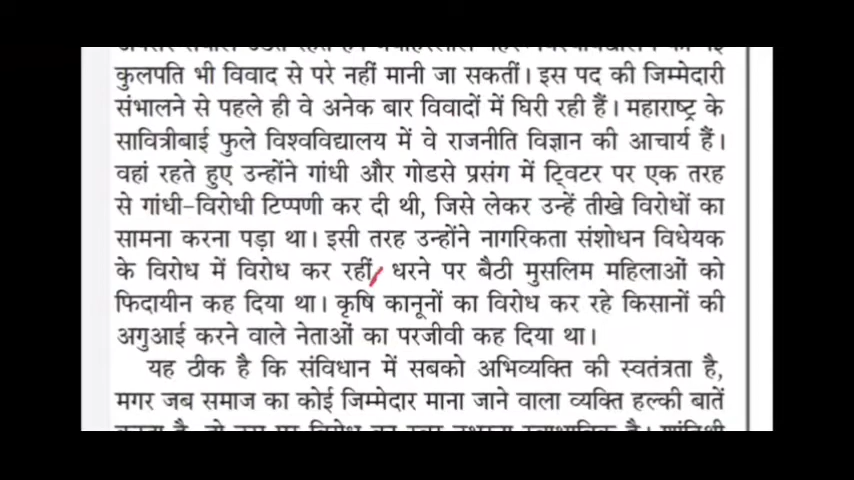 कुलपति भी विवाद से परे नहीं मानी जा सकतीं। इस पद की जिम्मेदारी
संभालने से पहले ही वे अनेक बार विवादों में घिरी रही हैं। महाराष्ट्र के
सावित्रीबाई फुले विश्वविद्यालय में वे राजनीति विज्ञान की आचार्य हैं।
वहां रहते हुए उन्होंने गांधी और गोडसे प्रसंग में ट्विटर पर एक तरह
से गांधी-विरोधी टिप्पणी कर दी थी, जिसे लेकर उन्हें तीखे विरोधों का
सामना करना पड़ा था। इसी तरह उन्होंने नागरिकता संशोधन विधेयक
के विरोध में विरोध कर रहीं, धरने पर बैठी मुसलिम महिलाओं को
फिदायीन कह दिया था। कृषि कानूनों का विरोध कर रहे किसानों की
अगुआई करने वाले नेताओं का परजीवी कह दिया था।
यह ठीक है कि संविधान में सबको अभिव्यक्ति की स्वतंत्रता है,
मगर जब समाज का कोई जिम्मेदार माना जाने वाला व्यक्ति हल्की बातें